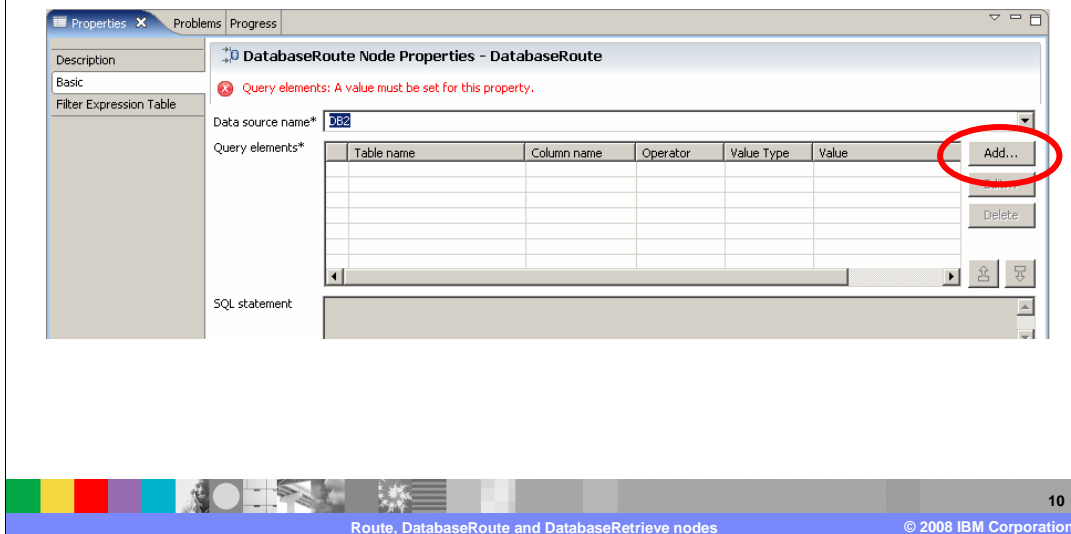 Properties Problems Progress
DatabaseRoute Node Properties - DatabaseRoute
Description
Basic
Filter Expression Table
Query elements: A value must be set for this property.
Data source name* DB2
Query elements* Table name Column name Operator Value Type Value
Add...
Delete
SQL statement
10
Route, DatabaseRoute and DatabaseRetrieve nodes © 2008 IBM Corporation